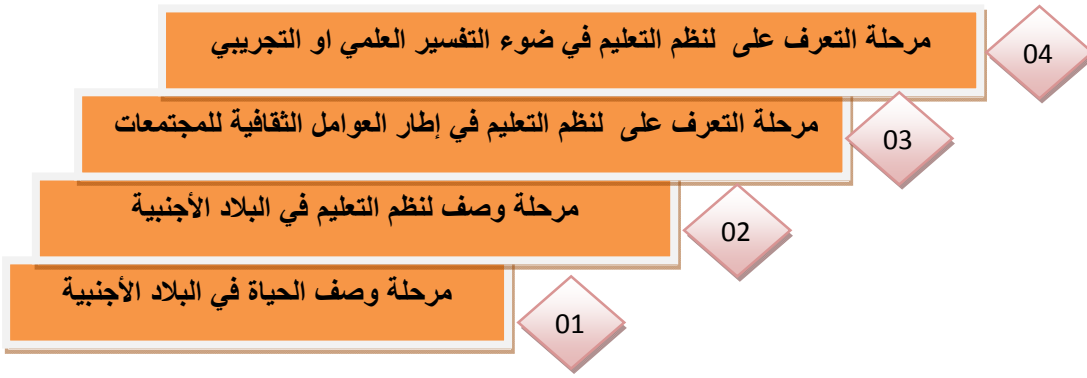 مرحلة التعرف على  لنظم التعليم في ضوء التفسير العلمي او التجريبي
04
مرحلة التعرف على  لنظم التعليم في إطار العوامل الثقافية للمجتمعات
03
مرحلة وصف لنظم التعليم في البلاد الأجنبية
02
مرحلة وصف الحياة في البلاد الأجنبية
01